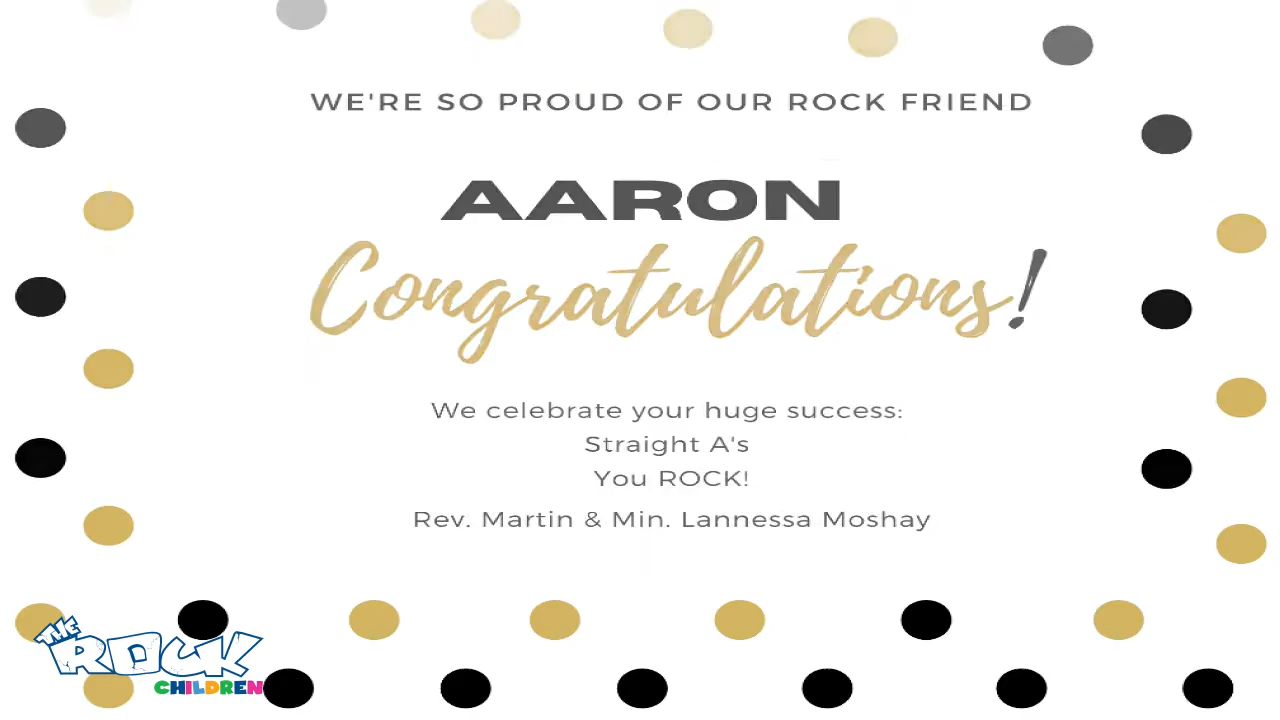 WE'RE SO PROUD OF OUR ROCK FRIEND
AARON
Congratulations!
We celebrate your huge success:
Straight A's
You ROCK!
Rev. Martin & Min. Lannessa Moshay
THE
ROCK
CHILDREN